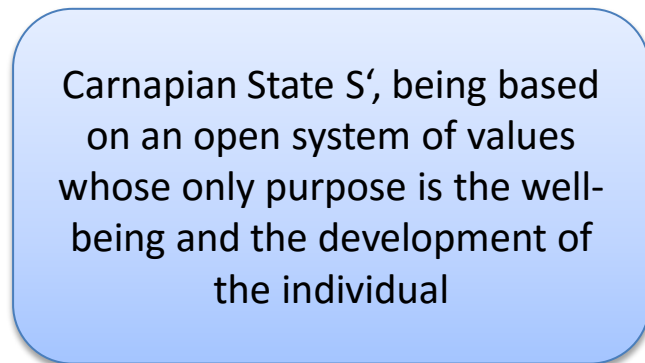 Carnapian State S‘, being based
on an open system of values
whose only purpose is the well-
being and the development of
the individual